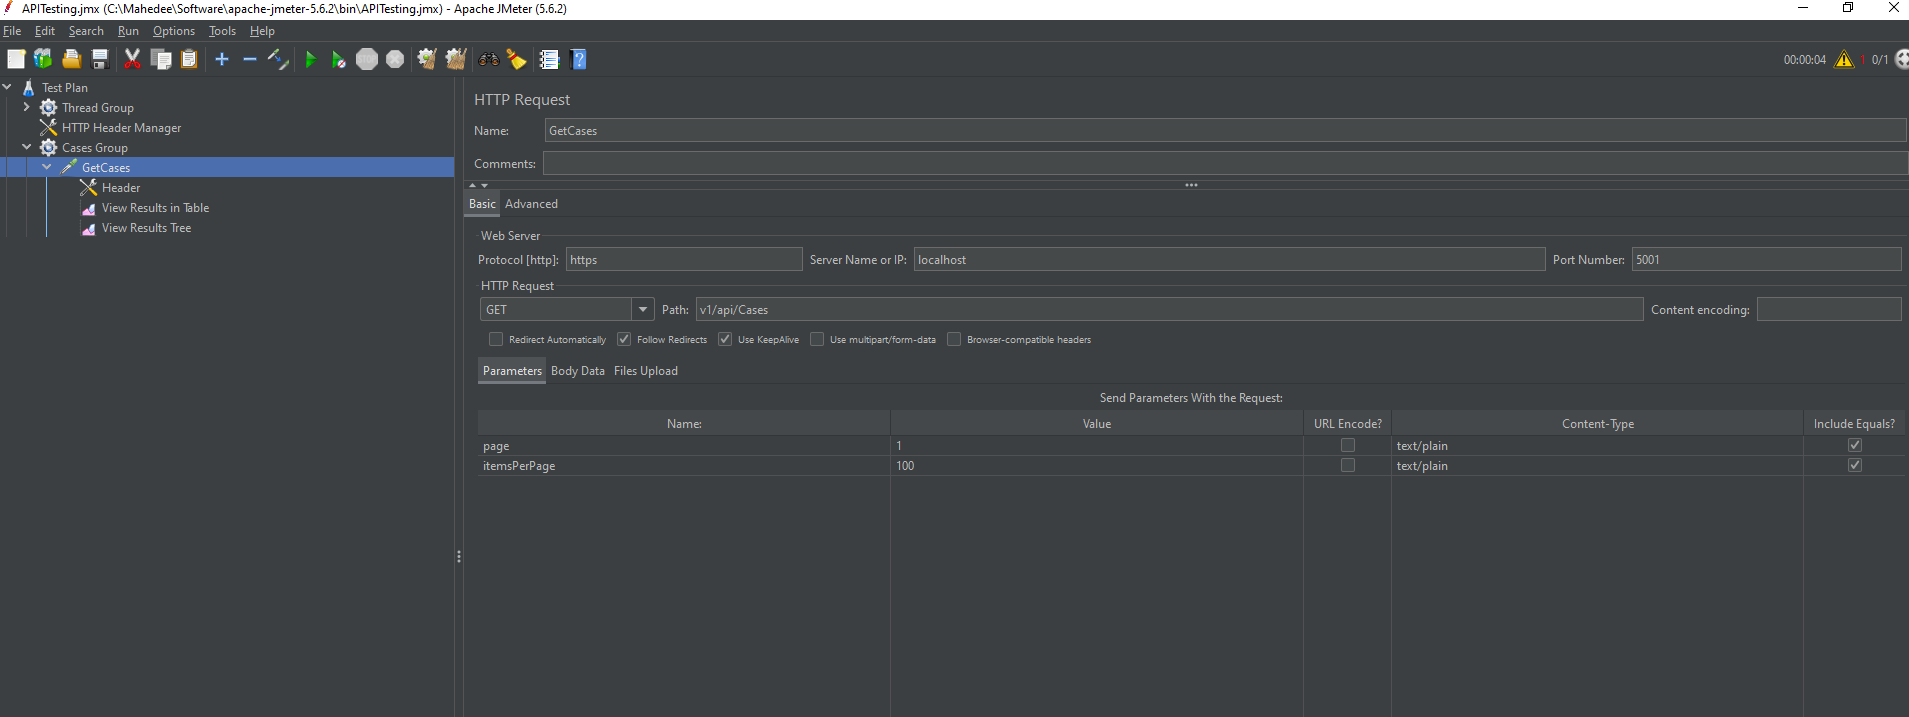 APITesting.jmx (C:\Mahedee\Software\apache-jmeter-5.6.2\bin\APITesting.jmx) - Apache JMeter (5.6.2)
File Edit Search Run Options Tools Help
STOP
00:00:04 1 0/1
Test Plan
Thread Group
HTTP Header Manager
Cases Group
GetCases
Header
View Results in Table
View Results Tree
HTTP Request
Name: GetCases
Comments:
Basic Advanced
Web Server
Protocol [http]: https Server Name or IP: localhost Port Number: 5001
HTTP Request
GET Path: v1/api/Cases Content encoding:
Redirect Automatically Follow Redirects Use KeepAlive Use multipart/form-data Browser-compatible headers
Parameters Body Data Files Upload
Send Parameters With the Request:
Name: Value URL Encode? Content-Type Include Equals?
page 1 text/plain
itemsPerPage 100 text/plain